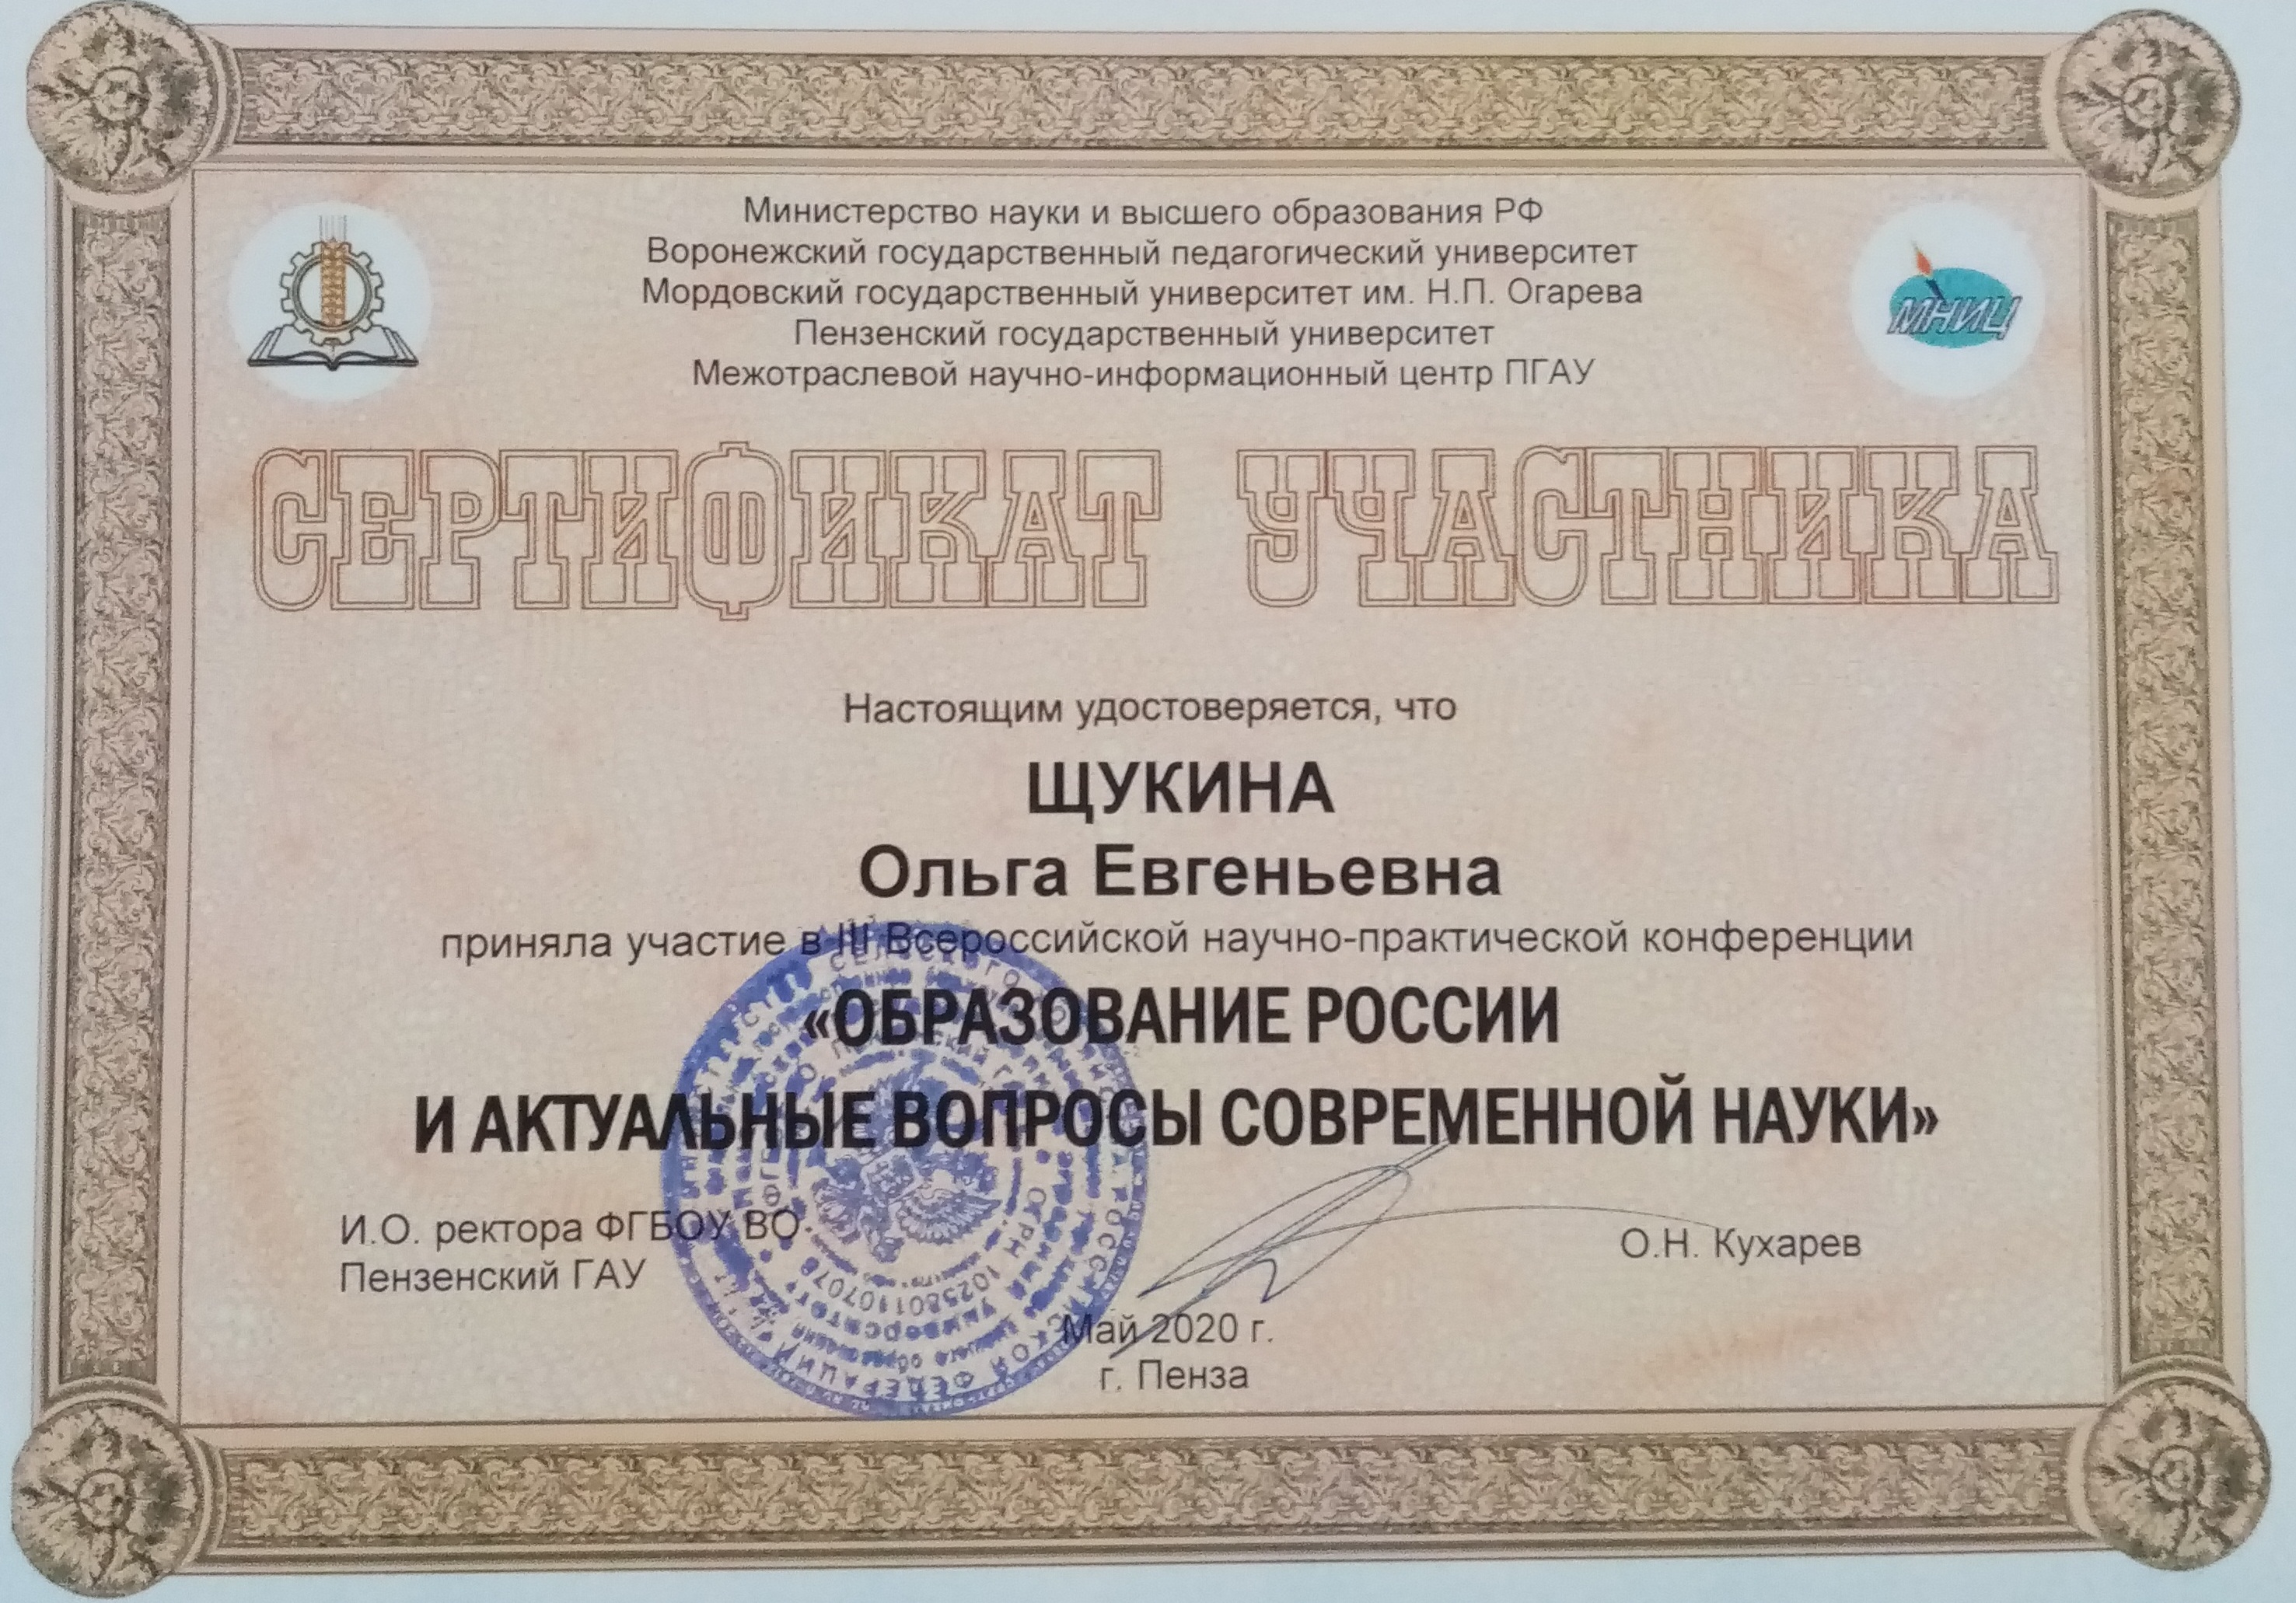 Министерство науки и высшего образования РФ
Воронежский государственный педагогический университет
Мордовский государственный университет им. Н.П. Огарева
Пензенский государственный университет
Межотраслевой научно-информационный центр ПГАУ
МНИЦ
СЕРТИФИКАТ УЧАСТНИКА
Настоящим удостоверяется, что
ЩУКИНА
Ольга Евгеньевна
приняла участие в III Всероссийской научно-практической конференции
«ОБРАЗОВАНИЕ РОССИИ
И АКТУАЛЬНЫЕ ВОПРОСЫ СОВРЕМЕННОЙ НАУКИ»
И.О. ректора ФГБОУ ВО
Пензенский ГАУ
О.Н. Кухарев
Май 2020 г.
г. Пенза
ОГРН 1025801107078